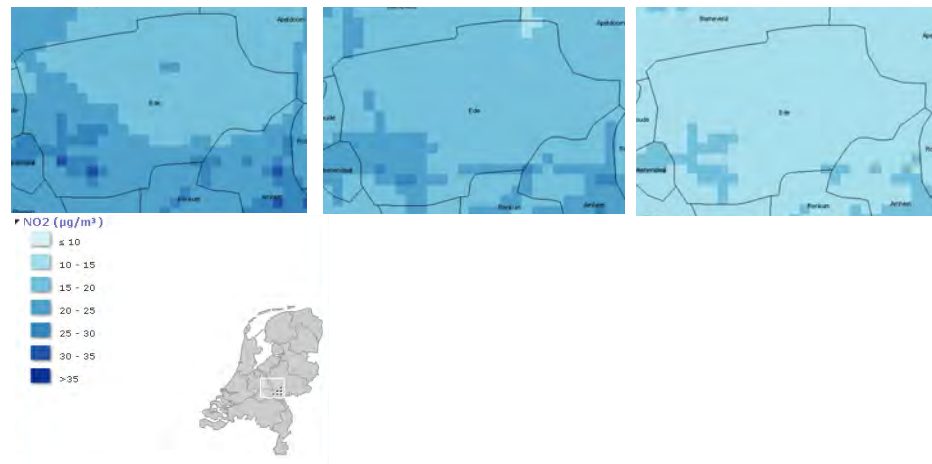 Apeldoorn
Ede
Renkum
Arnhem
Barneveld
Apeldoorn
Ede
Renkum
Arnhem
Barneveld
Ede
Renkum
Arnhem
NO2 (µg/m³)
≤ 10
10 - 15
15 - 20
20 - 25
25 - 30
30 - 35
>35